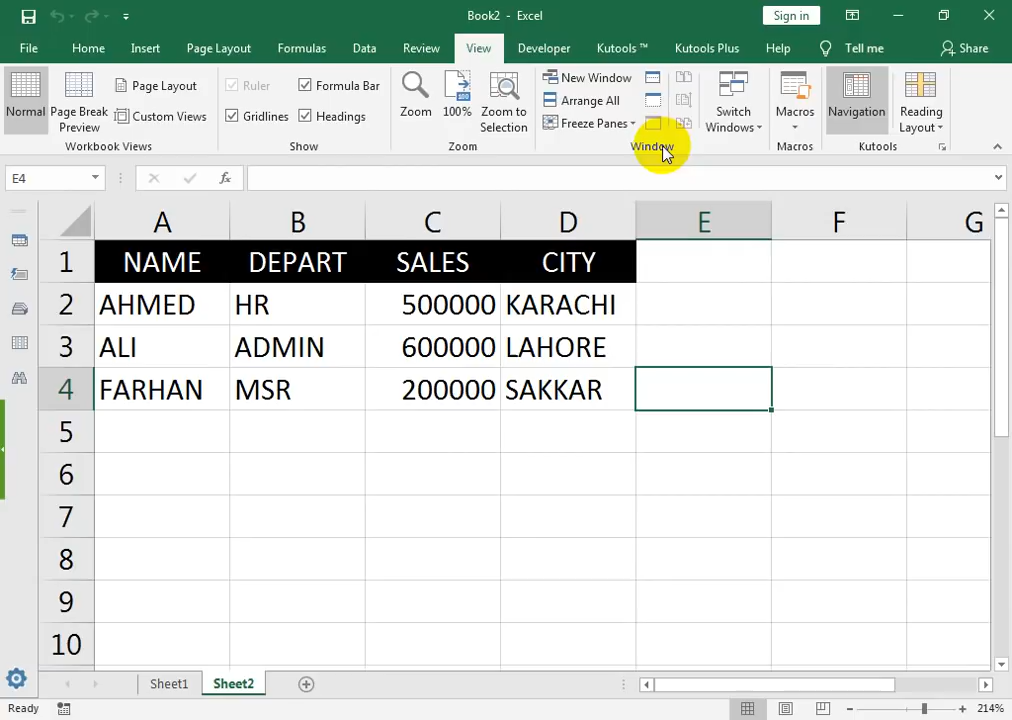 Book2 - Excel
Sign in
File Home Insert Page Layout Formulas Data Review View Developer Kutools ™ Kutools Plus Help Tell me Share
Normal
Page Break Preview
Page Layout
Custom Views
Workbook Views
Ruler
Formula Bar
Gridlines
Headings
Show
Zoom
100%
Zoom to Selection
Zoom
New Window
Arrange All
Freeze Panes
Window
Switch Windows
Macros
Macros
Navigation
Reading Layout
Kutools
E4
fx
A B C D E F G
1 NAME DEPART SALES CITY
2 AHMED HR 500000 KARACHI
3 ALI ADMIN 600000 LAHORE
4 FARHAN MSR 200000 SAKKAR
5
6
7
8
9
10
Sheet1 Sheet2
Ready
214%